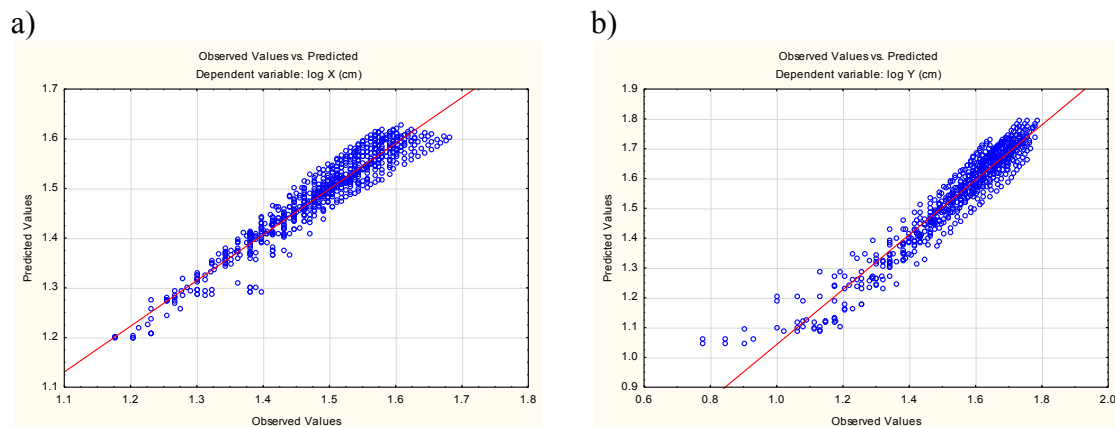 a)
Observed Values vs. Predicted
Dependent variable: log X (cm)
1.7
1.6
1.5
1.4
1.3
1.2
1.1
Predicted Values
1.1 1.2 1.3 1.4 1.5 1.6 1.7 1.8
Observed Values
b)
Observed Values vs. Predicted
Dependent variable: log Y (cm)
1.9
1.8
1.7
1.6
1.5
1.4
1.3
1.2
1.1
1.0
0.9
Predicted Values
0.6 0.8 1.0 1.2 1.4 1.6 1.8 2.0
Observed Values